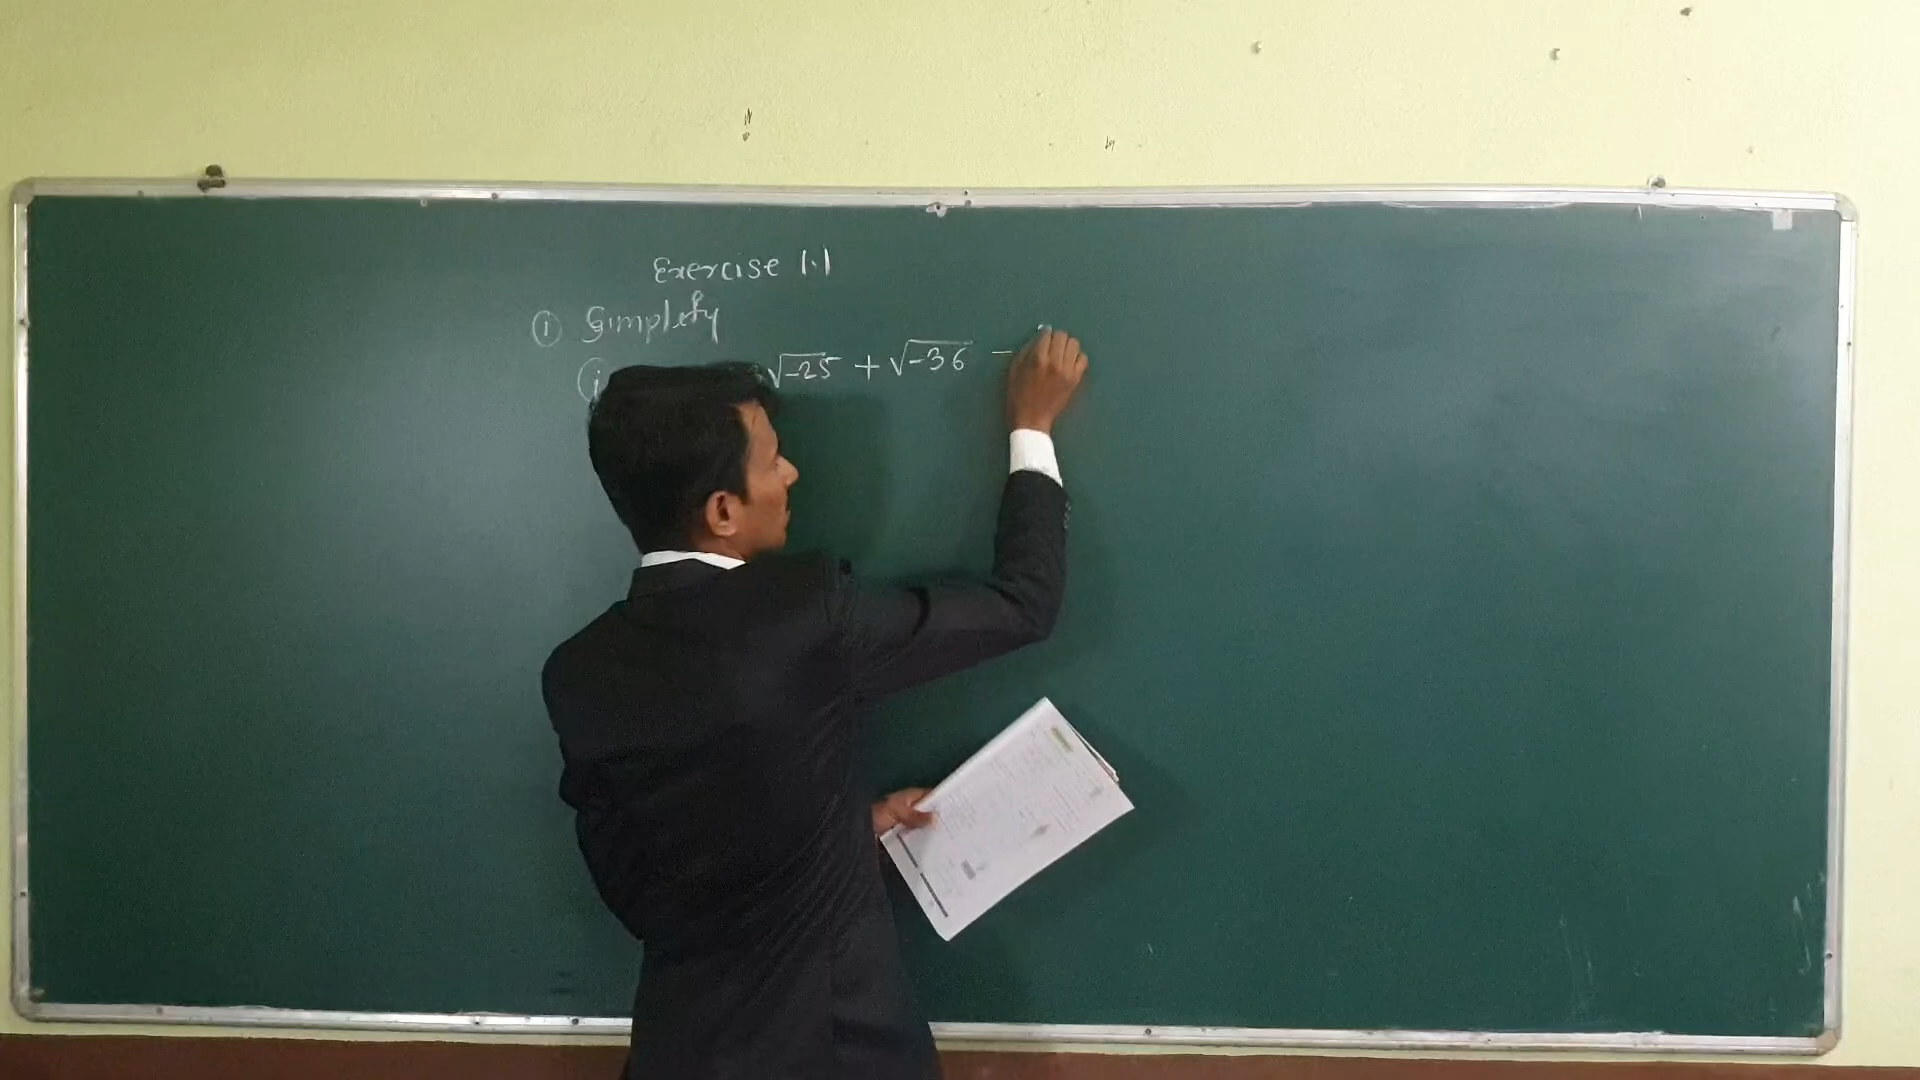 Exercise 1.1
① Simplify
ⓘ √-25 + √-36 -